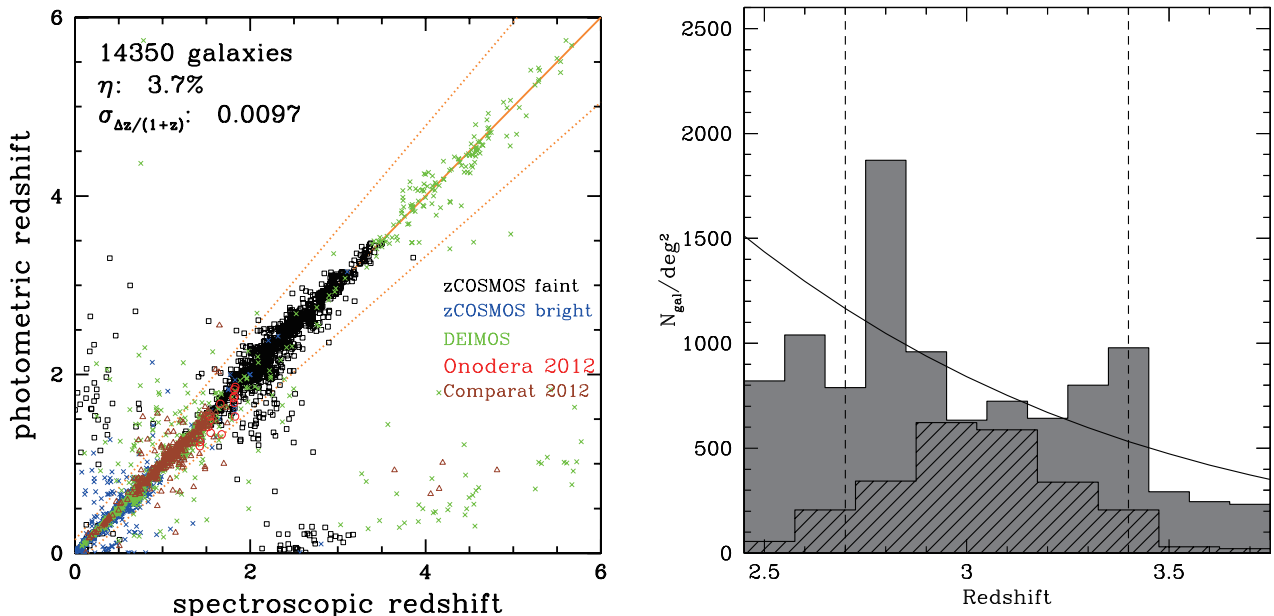 14350 galaxies
η: 3.7%
σΔz/(1+z): 0.0097
zCOSMOS faint
zCOSMOS bright
DEIMOS
Onodera 2012
Comparat 2012
photometric redshift
6
4
2
0
0 2 4 6
spectroscopic redshift
Ngal/deg²
2500
2000
1500
1000
500
0
2.5 3 3.5
Redshift